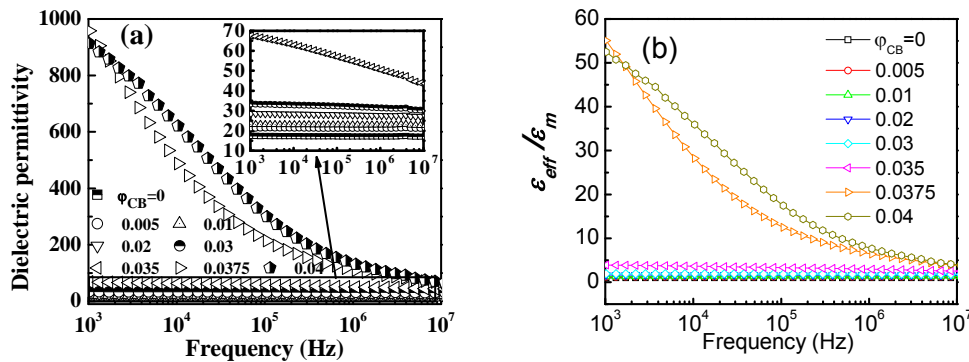 (a)
1000
800
600
400
200
0
Dielectric permittivity
70
60
50
40
30
20
10
10³ 10⁴ 10⁵ 10⁶ 10⁷
φCB=0
0.005 0.01
0.02 0.03
0.035 0.0375 0.04
10³ 10⁴ 10⁵ 10⁶ 10⁷
Frequency (Hz)
(b)
60
50
40
30
20
10
0
εeff /εm
φCB=0
0.005
0.01
0.02
0.03
0.035
0.0375
0.04
10³ 10⁴ 10⁵ 10⁶ 10⁷
Frequency (Hz)